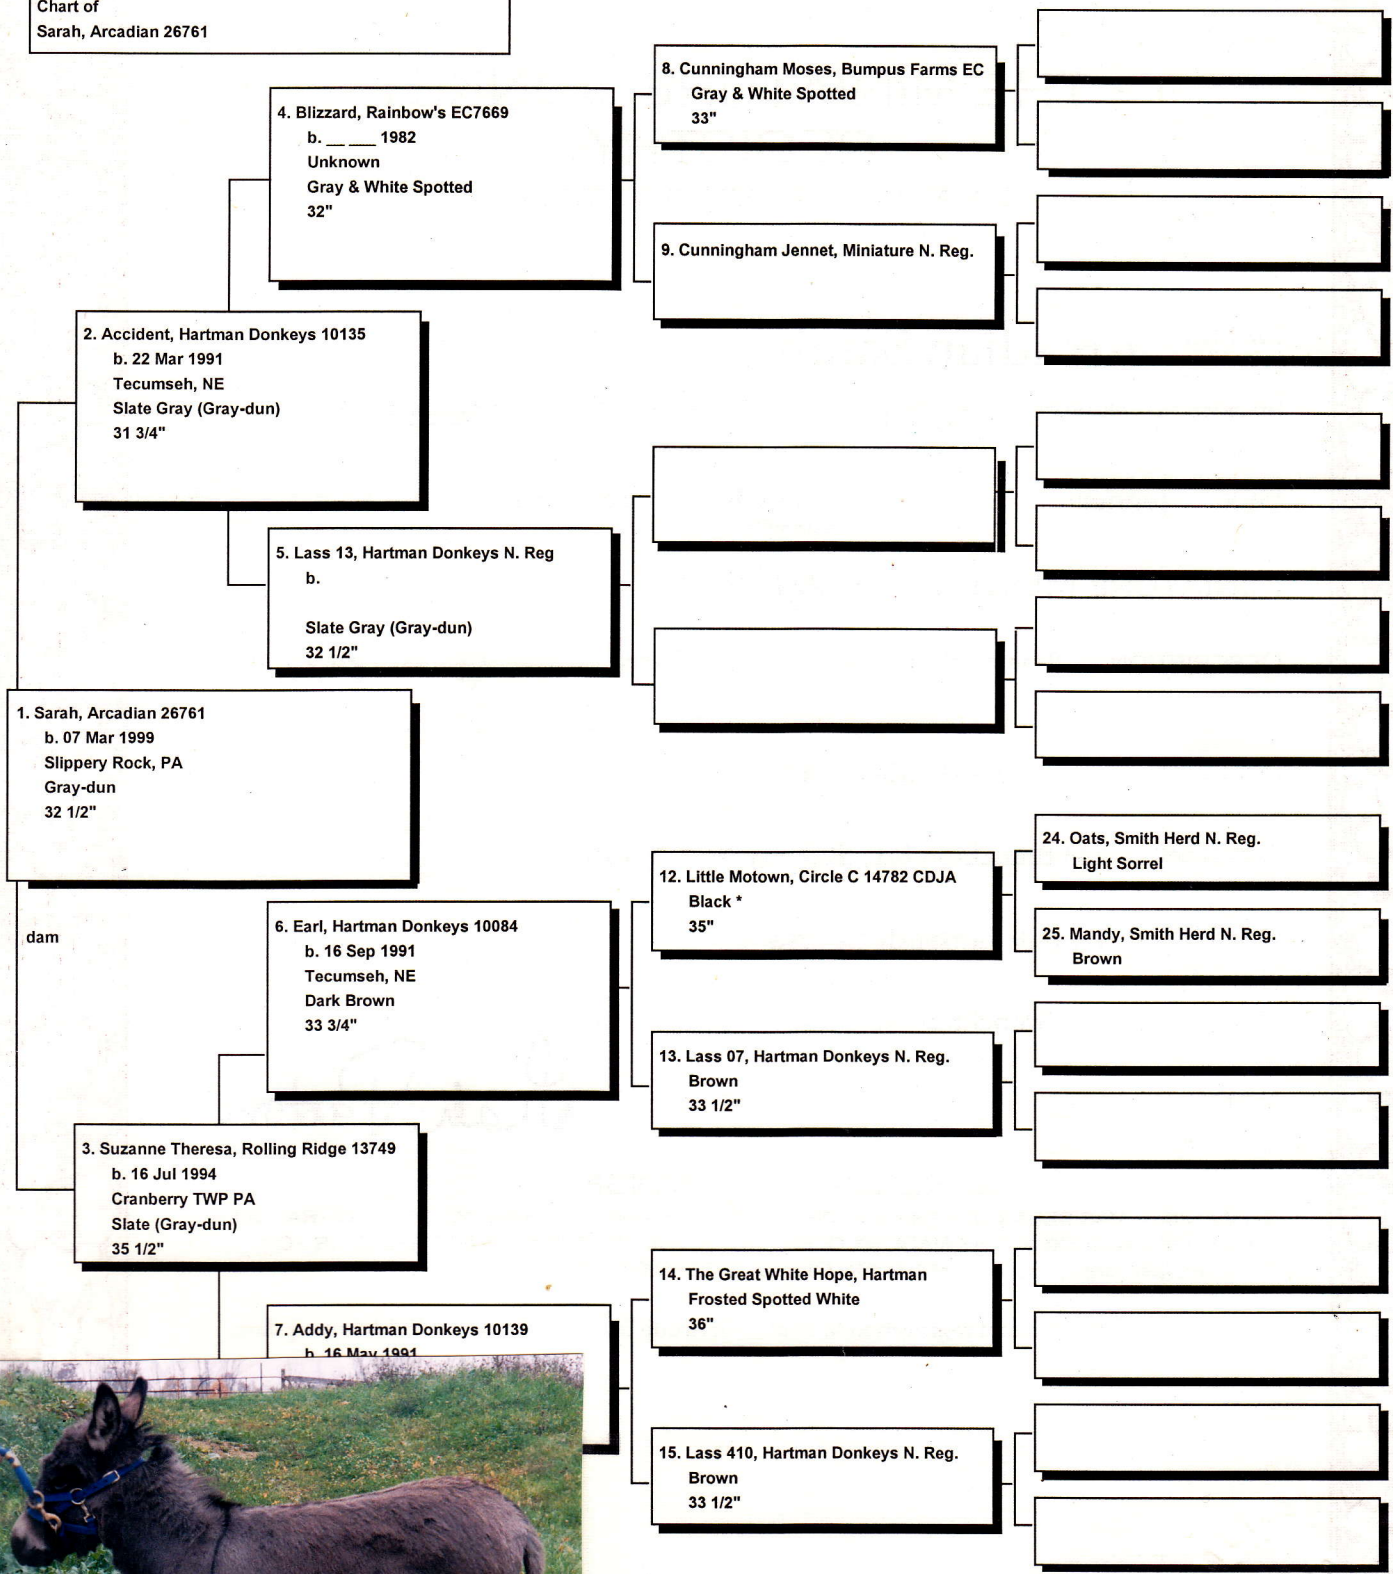 Chart of
Sarah, Arcadian 26761
8. Cunningham Moses, Bumpus Farms EC
Gray & White Spotted
33"
4. Blizzard, Rainbow's EC7669
b. __ ___ 1982
Unknown
Gray & White Spotted
32"
9. Cunningham Jennet, Miniature N. Reg.
2. Accident, Hartman Donkeys 10135
b. 22 Mar 1991
Tecumseh, NE
Slate Gray (Gray-dun)
31 3/4"
5. Lass 13, Hartman Donkeys N. Reg
b.
Slate Gray (Gray-dun)
32 1/2"
1. Sarah, Arcadian 26761
b. 07 Mar 1999
Slippery Rock, PA
Gray-dun
32 1/2"
24. Oats, Smith Herd N. Reg.
Light Sorrel
12. Little Motown, Circle C 14782 CDJA
Black *
35"
25. Mandy, Smith Herd N. Reg.
Brown
dam
6. Earl, Hartman Donkeys 10084
b. 16 Sep 1991
Tecumseh, NE
Dark Brown
33 3/4"
13. Lass 07, Hartman Donkeys N. Reg.
Brown
33 1/2"
3. Suzanne Theresa, Rolling Ridge 13749
b. 16 Jul 1994
Cranberry TWP PA
Slate (Gray-dun)
35 1/2"
14. The Great White Hope, Hartman
Frosted Spotted White
36"
7. Addy, Hartman Donkeys 10139
b. 16 May 1991
15. Lass 410, Hartman Donkeys N. Reg.
Brown
33 1/2"